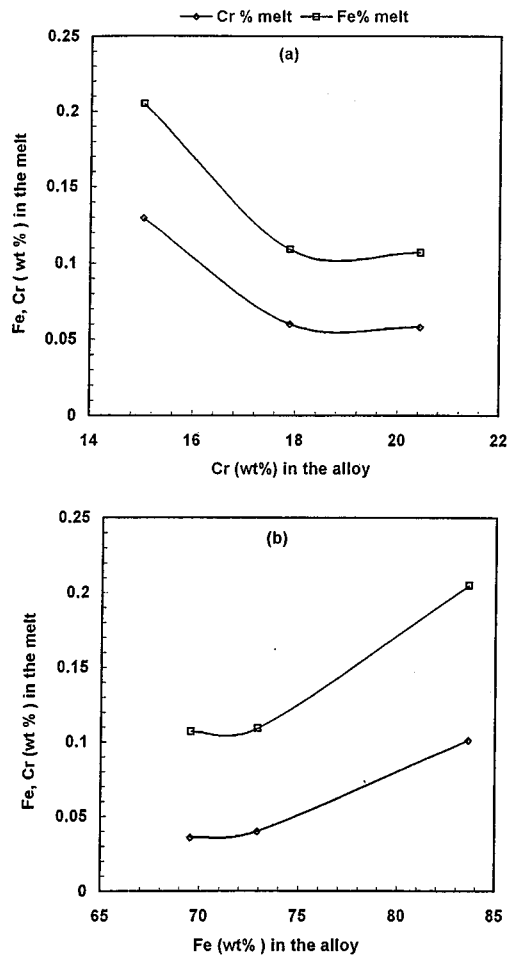 Cr % melt Fe% melt
(a)
0.25
0.2
0.15
0.1
0.05
0
Fe, Cr ( wt % ) in the melt
14 16 18 20 22
Cr (wt%) in the alloy
(b)
0.25
0.2
0.15
0.1
0.05
0
Fe, Cr (wt % ) in the melt
65 70 75 80 85
Fe (wt% ) in the alloy